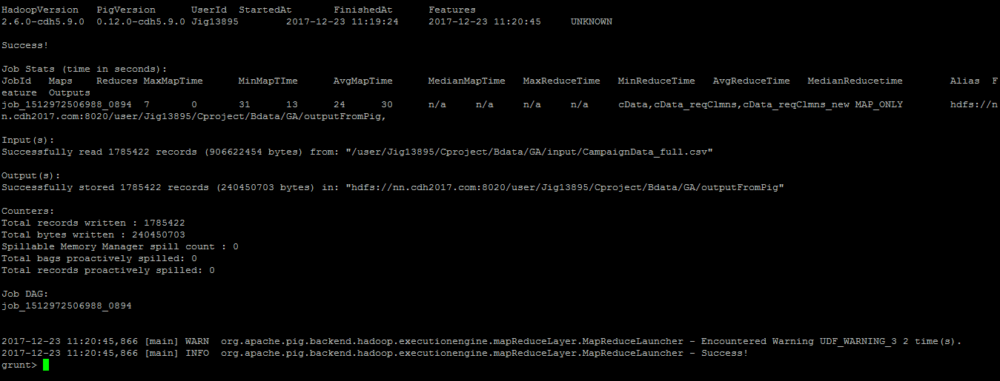 HadoopVersion PigVersion UserId StartedAt FinishedAt Features
2.6.0-cdh5.9.0 0.12.0-cdh5.9.0 Jig13895 2017-12-23 11:19:24 2017-12-23 11:20:45 UNKNOWN
Success!
Job Stats (time in seconds):
JobId Maps Reduces MaxMapTime MinMapTIme AvgMapTime MedianMapTime MaxReduceTime MinReduceTime AvgReduceTime MedianReducetime Alias F
eature Outputs
job_1512972506988_0894 7 0 31 13 24 30 n/a n/a n/a n/a cData,cData_reqClmns,cData_reqClmns_new MAP_ONLY hdfs://n
n.cdh2017.com:8020/user/Jig13895/Cproject/Bdata/GA/outputFromPig,
Input(s):
Successfully read 1785422 records (906622454 bytes) from: "/user/Jig13895/Cproject/Bdata/GA/input/CampaignData_full.csv"
Output(s):
Successfully stored 1785422 records (240450703 bytes) in: "hdfs://nn.cdh2017.com:8020/user/Jig13895/Cproject/Bdata/GA/outputFromPig"
Counters:
Total records written : 1785422
Total bytes written : 240450703
Spillable Memory Manager spill count : 0
Total bags proactively spilled: 0
Total records proactively spilled: 0
Job DAG:
job_1512972506988_0894
2017-12-23 11:20:45,866 [main] WARN org.apache.pig.backend.hadoop.executionengine.mapReduceLayer.MapReduceLauncher - Encountered Warning UDF_WARNING_3 2 time(s).
2017-12-23 11:20:45,866 [main] INFO org.apache.pig.backend.hadoop.executionengine.mapReduceLayer.MapReduceLauncher - Success!
grunt>